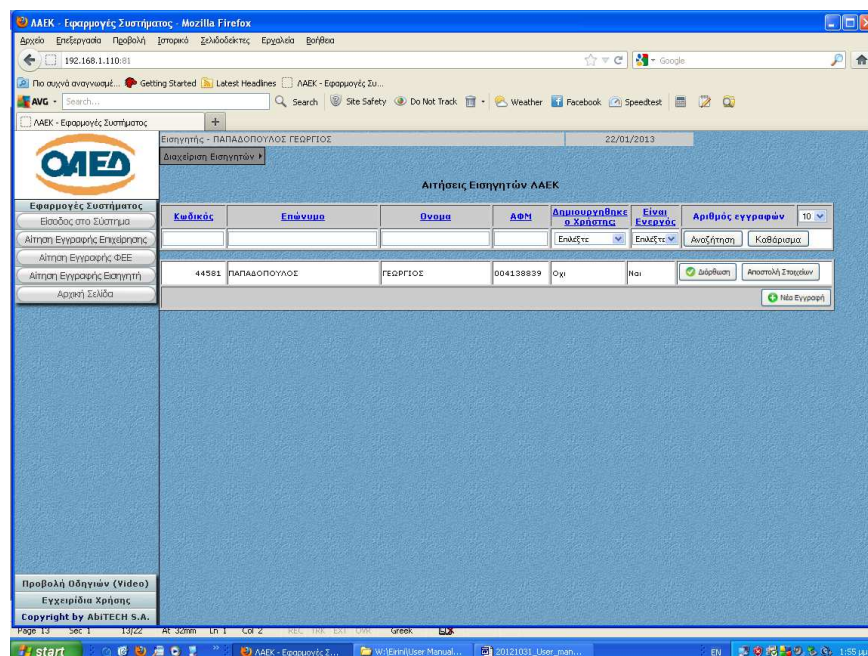 ΛΑΕΚ - Εφαρμογές Συστήματος - Mozilla Firefox
Αρχείο Επεξεργασία Προβολή Ιστορικό Σελιδοδείκτες Εργαλεία Βοήθεια
192.168.1.110:81 Google
Πιο συχνά αναγνωσμέ... Getting Started Latest Headlines ΛΑΕΚ - Εφαρμογές Συ...
AVG Search... Search Site Safety Do Not Track Weather Facebook Speedtest
ΛΑΕΚ - Εφαρμογές Συστήματος +
Εισηγητής - ΠΑΠΑΔΟΠΟΥΛΟΣ ΓΕΩΡΓΙΟΣ 22/01/2013
Διαχείριση Εισηγητών
ΟΑΕΔ
Αιτήσεις Εισηγητών ΛΑΕΚ
Εφαρμογές Συστήματος
Είσοδος στο Σύστημα
Αίτηση Εγγραφής Επιχείρησης
Αίτηση Εγγραφής ΦΕΕ
Αίτηση Εγγραφής Εισηγητή
Αρχική Σελίδα
Κωδικός Επώνυμο Ονομα ΑΦΜ Δημιουργηθηκε ο Χρήστης Είναι Ενεργός Αριθμός εγγραφών 10
Επιλέξτε Επιλέξτε Αναζήτηση Καθάρισμα
44581 ΠΑΠΑΔΟΠΟΥΛΟΣ ΓΕΩΡΓΙΟΣ 004138839 Οχι Ναι Διόρθωση Αποστολή Στοιχείων
Νέα Εγγραφή
Προβολή Οδηγιών (Video)
Εγχειρίδια Χρήσης
Copyright by AbiTECH S.A.
Page 13 Sec 1 13/22 At 32mm Ln 1 Col 2 REC TRK EXT OVR Greek
start ΛΑΕΚ - Εφαρμογές Σ... W:\Eirini\User Manual... 20121031_User_man... EN 1:55 μμ